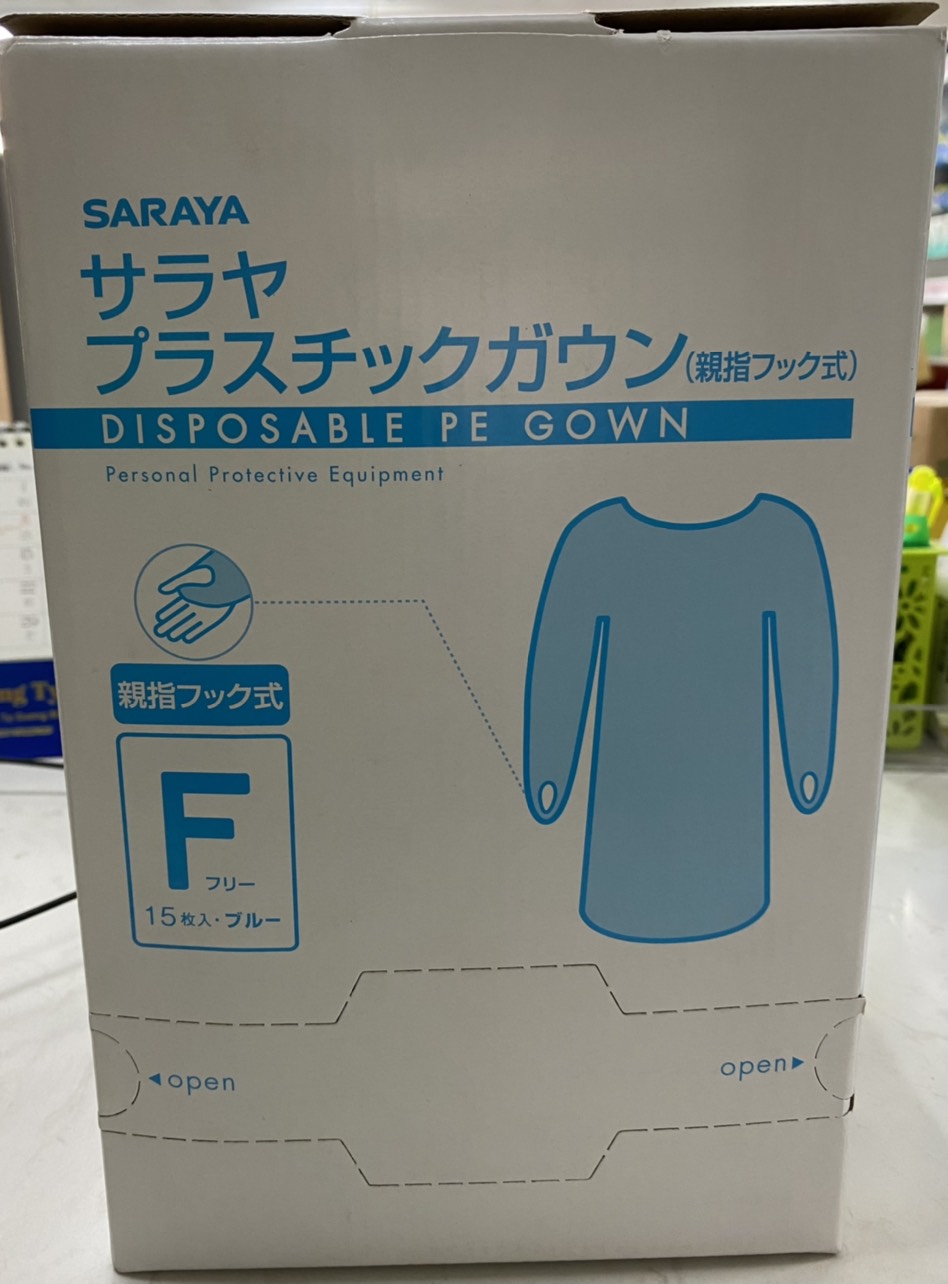 SARAYA
サラヤ
プラスチックガウン(親指フック式)
DISPOSABLE PE GOWN
Personal Protective Equipment
親指フック式
F フリー
15枚入・ブルー
◀open
open▶